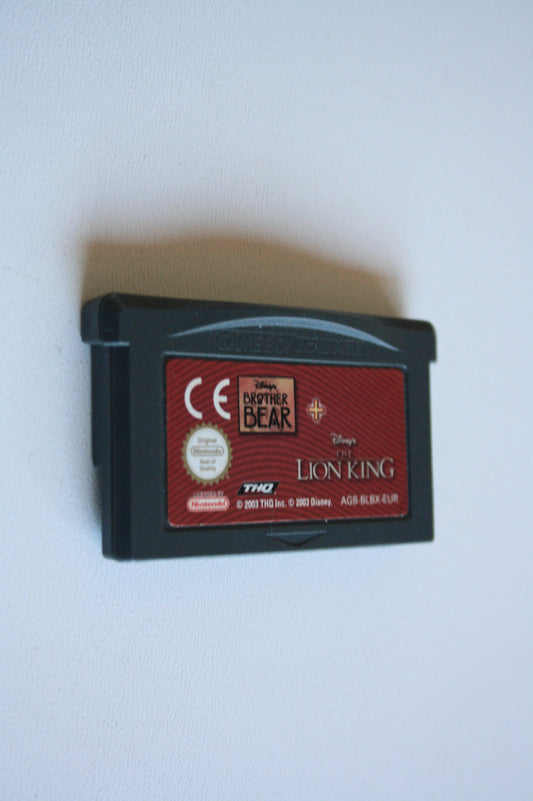 GAME BOY ADVANCE
CE
Disney's
BROTHER
BEAR
+
Original
Nintendo
Seal of
Quality
Disney's
THE
LION KING
LICENSED BY
Nintendo
THQ
© 2003 THQ Inc. © 2003 Disney.
AGB-BLBX-EUR